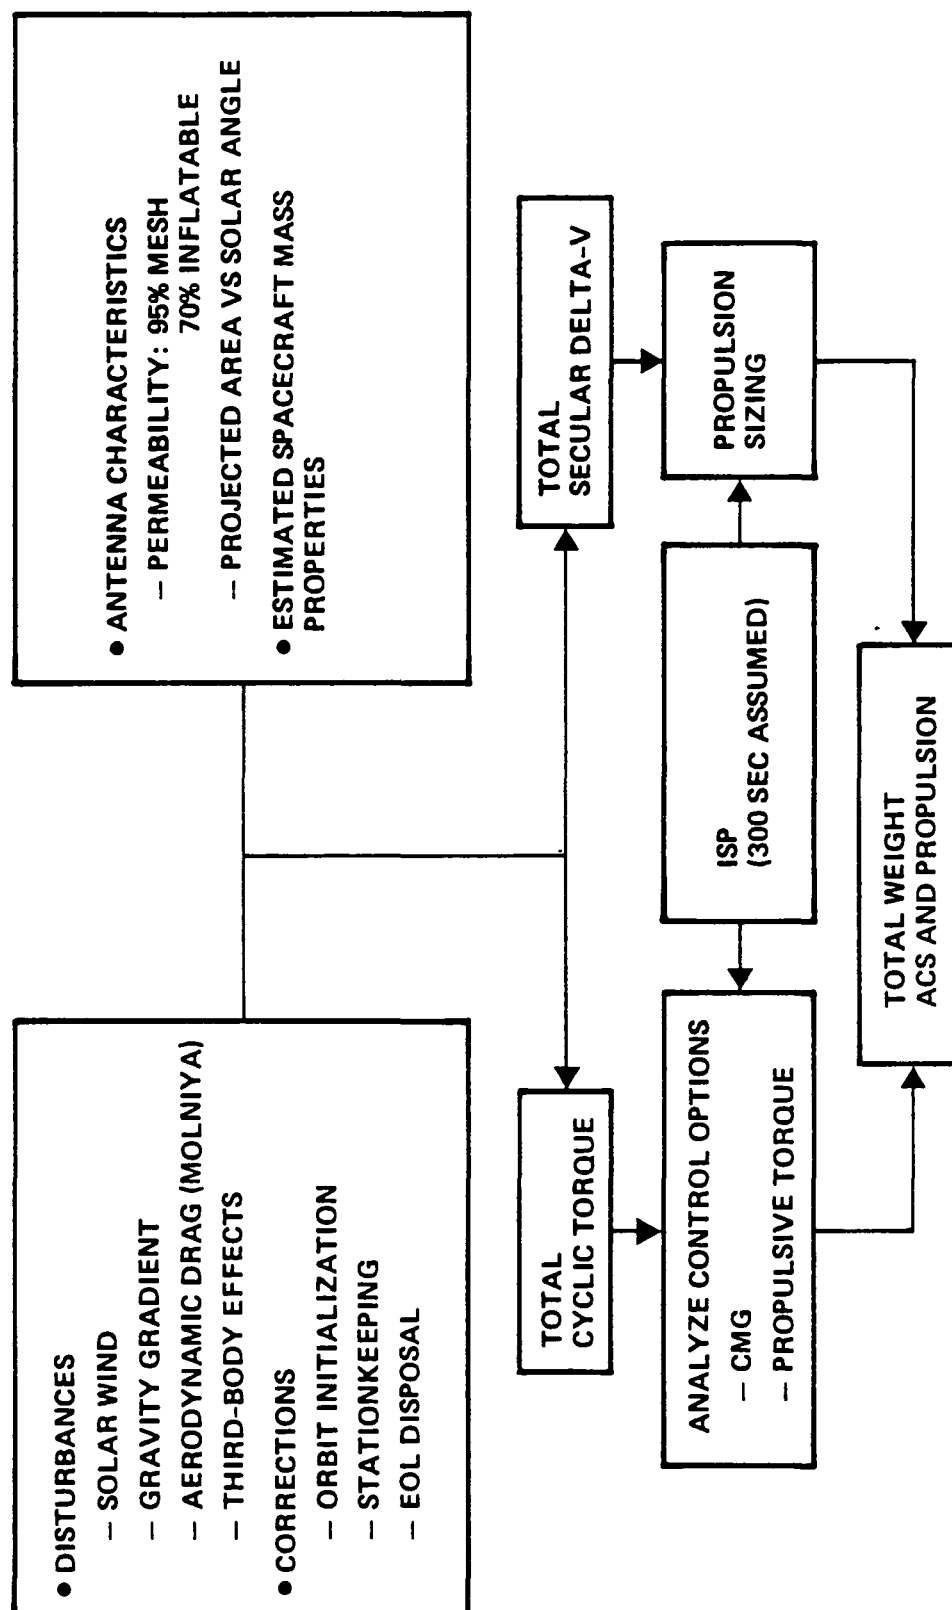 ● DISTURBANCES
– SOLAR WIND
– GRAVITY GRADIENT
– AERODYNAMIC DRAG (MOLNIYA)
– THIRD-BODY EFFECTS
● CORRECTIONS
– ORBIT INITIALIZATION
– STATIONKEEPING
– EOL DISPOSAL
● ANTENNA CHARACTERISTICS
– PERMEABILITY: 95% MESH
70% INFLATABLE
– PROJECTED AREA VS SOLAR ANGLE
● ESTIMATED SPACECRAFT MASS
PROPERTIES
TOTAL
CYCLIC TORQUE
TOTAL
SECULAR DELTA-V
ANALYZE CONTROL OPTIONS
– CMG
– PROPULSIVE TORQUE
ISP
(300 SEC ASSUMED)
PROPULSION
SIZING
TOTAL WEIGHT
ACS AND PROPULSION